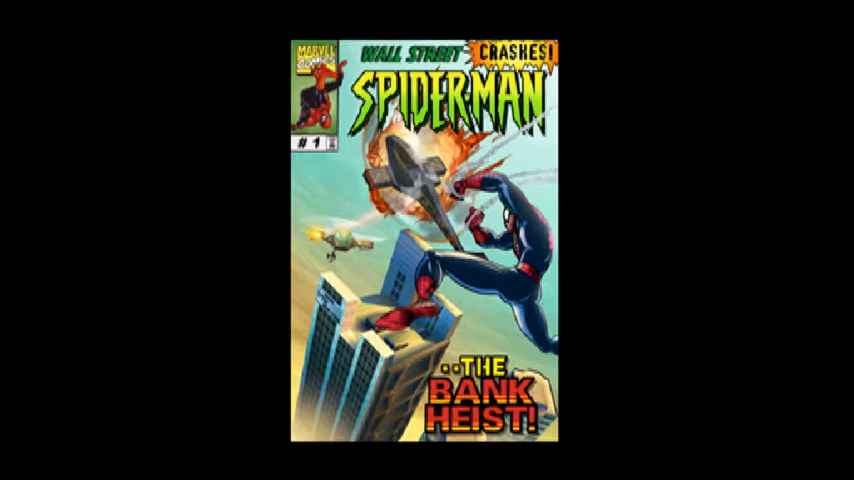 MARVEL
COMICS
WALL STREET
CRASHES!
SPIDER-MAN
#1
..THE
BANK
HEIST!